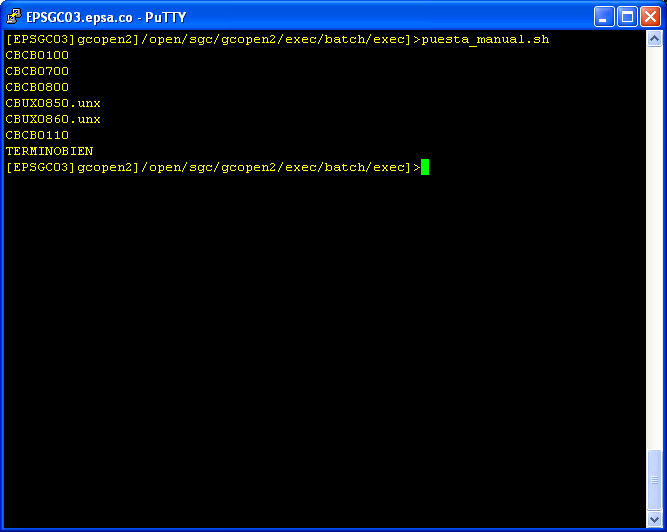 EPSGC03.epsa.co - PuTTY
[EPSGC03]gcopen2]/open/sgc/gcopen2/exec/batch/exec]>puesta_manual.sh
CBCB0100
CBCB0700
CBCB0800
CBUX0850.unx
CBUX0860.unx
CBCB0110
TERMINOBIEN
[EPSGC03]gcopen2]/open/sgc/gcopen2/exec/batch/exec]>